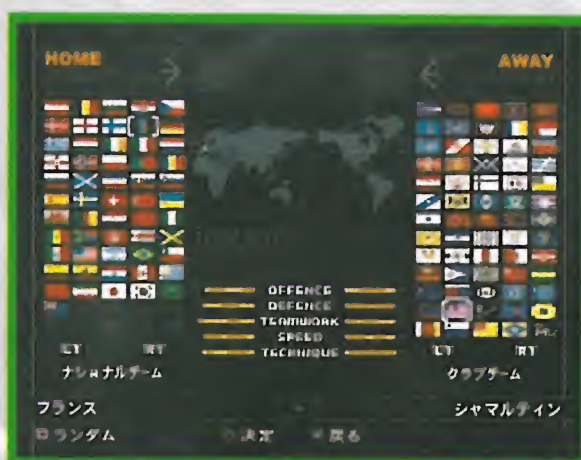 HOME
AWAY
OFFENCE
DEFENCE
TEAMWORK
SPEED
TECHNIQUE
LT RT
LT RT
ナショナルチーム
クラブチーム
フランス
シャマルティン
ランダム 決定 戻る